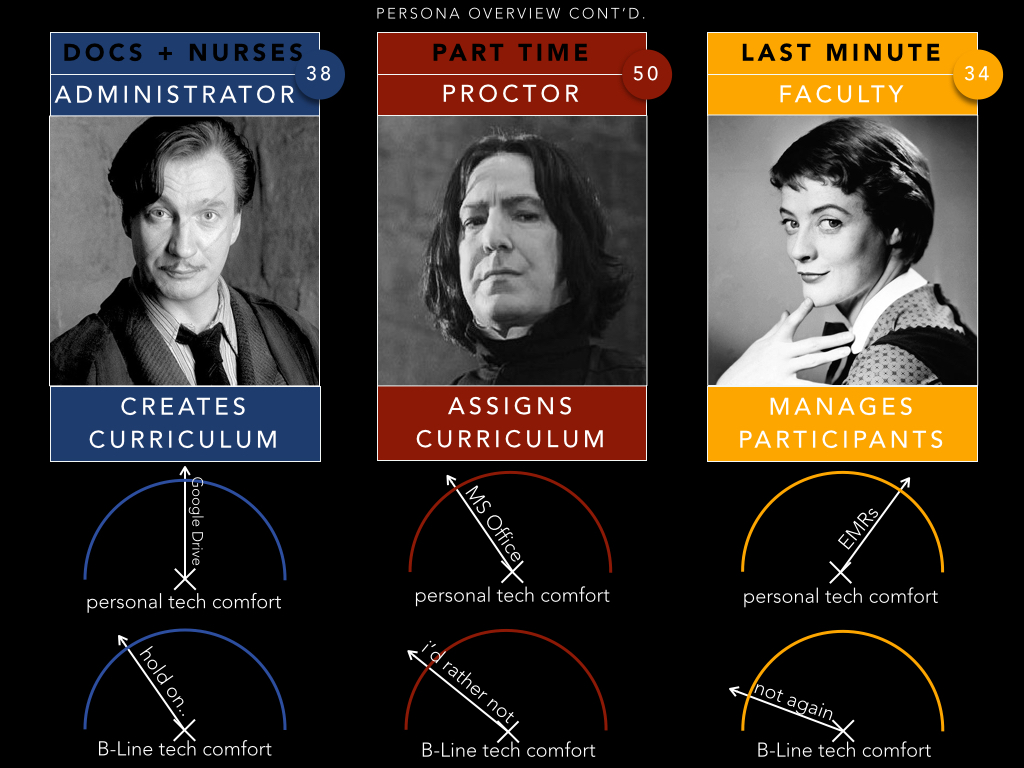 PERSONA OVERVIEW CONT'D.
DOCS + NURSES
38
ADMINISTRATOR
CREATES
CURRICULUM
Google Drive
personal tech comfort
hold on..
B-Line tech comfort
PART TIME
50
PROCTOR
ASSIGNS
CURRICULUM
MS Office
personal tech comfort
i'd rather not
B-Line tech comfort
LAST MINUTE
34
FACULTY
MANAGES
PARTICIPANTS
EMRs
personal tech comfort
not again
B-Line tech comfort